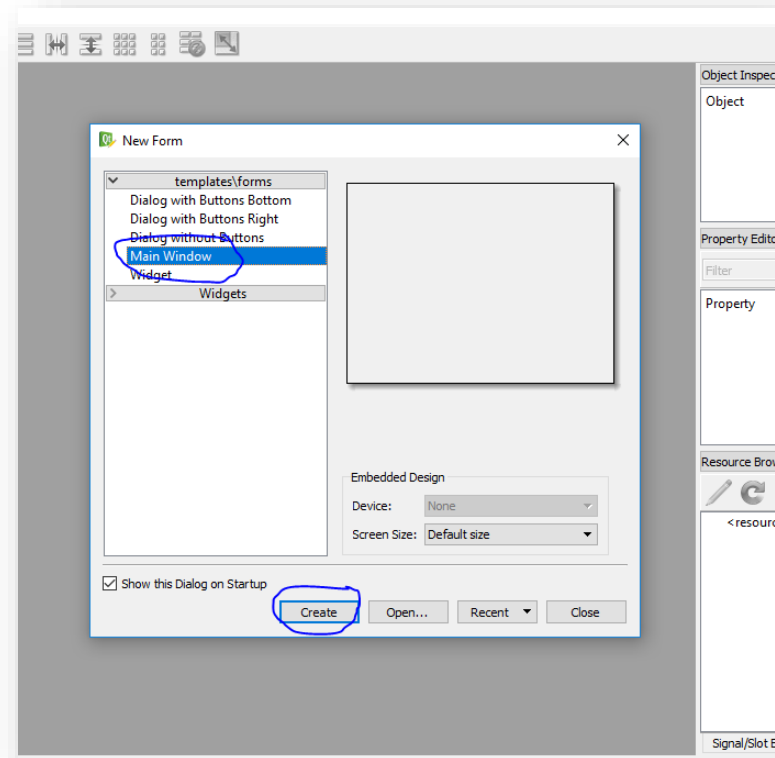 Object Inspec
Object
New Form
templates\forms
Dialog with Buttons Bottom
Dialog with Buttons Right
Dialog without Buttons
Main Window
Widget
Widgets
Property Edito
Filter
Property
Embedded Design
Device: None
Screen Size: Default size
Resource Brow
<resourc
Show this Dialog on Startup
Create Open... Recent Close
Signal/Slot E